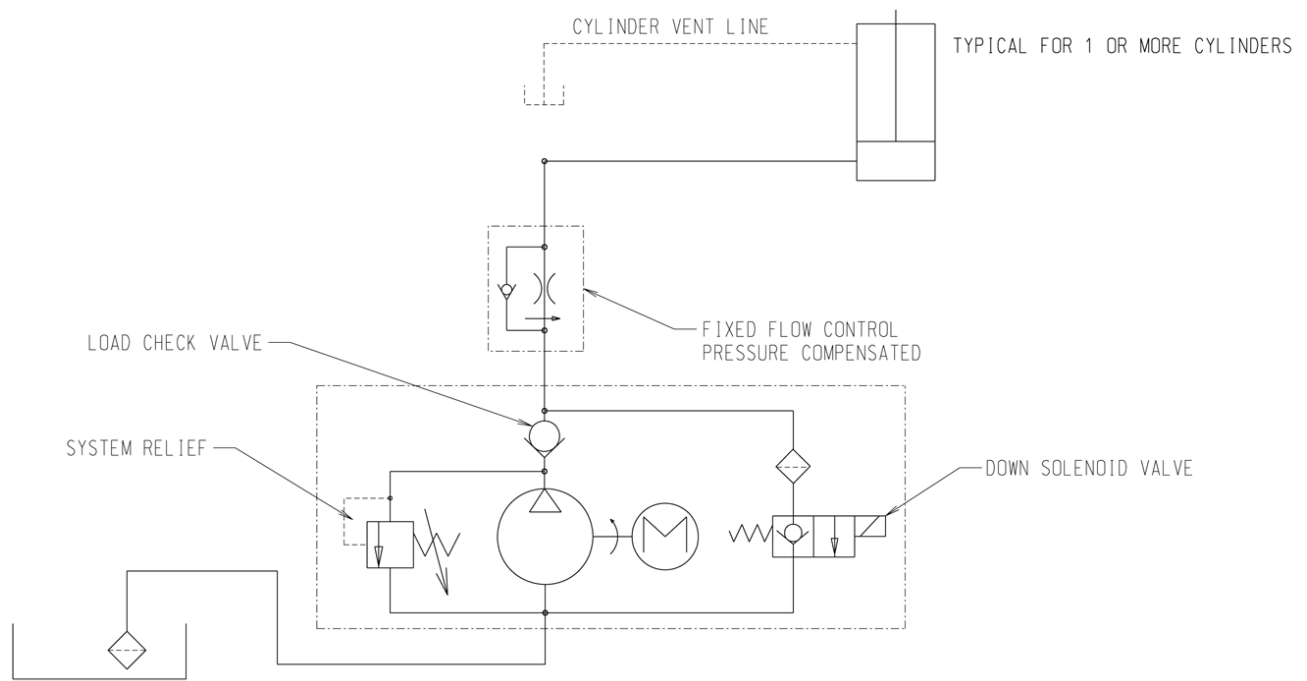 CYLINDER VENT LINE
TYPICAL FOR 1 OR MORE CYLINDERS
FIXED FLOW CONTROL
PRESSURE COMPENSATED
LOAD CHECK VALVE
SYSTEM RELIEF
DOWN SOLENOID VALVE
M